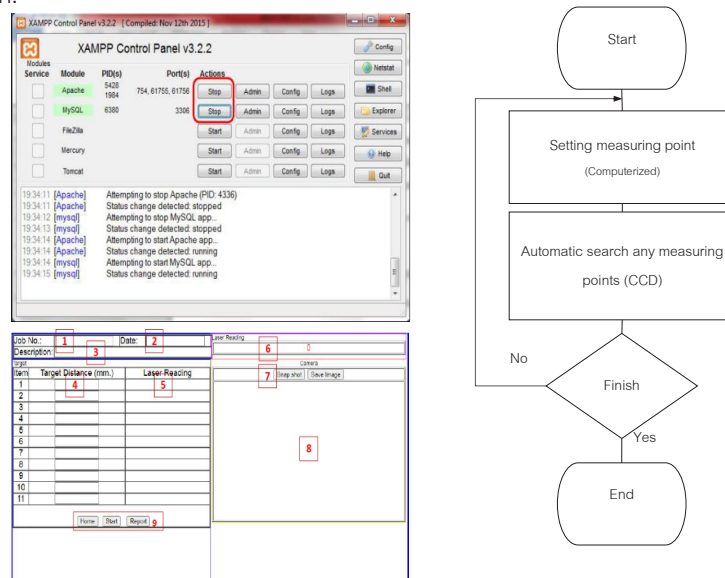 XAMPP Control Panel v3.2.2 [ Compiled: Nov 12th 2015 ]
XAMPP Control Panel v3.2.2
Config
Modules
Service Module PID(s) Port(s) Actions
Netstat
Apache 5428 1984 754, 61755, 61756 Stop Admin Config Logs
Shell
MySQL 6380 3306 Stop Admin Config Logs
Explorer
FileZilla Start Admin Config Logs
Services
Mercury Start Admin Config Logs
Help
Tomcat Start Admin Config Logs
Quit
19:34:11 [Apache] Attempting to stop Apache (PID: 4336)
19:34:11 [Apache] Status change detected: stopped
19:34:12 [mysql] Attempting to stop MySQL app...
19:34:13 [mysql] Status change detected: stopped
19:34:14 [Apache] Attempting to start Apache app...
19:34:14 [Apache] Status change detected: running
19:34:14 [mysql] Attempting to start MySQL app...
19:34:15 [mysql] Status change detected: running
Job No.: 1 Date: 2
Description: 3
Target
Item Target Distance (mm.) Laser Reading
4 5
1
2
3
4
5
6
7
8
9
10
11
Home Start Report 9
Laser Reading
6 0
Camera
7 Snap shot Save Image
8
Start
Setting measuring point
(Computerized)
Automatic search any measuring
points (CCD)
No
Finish
Yes
End